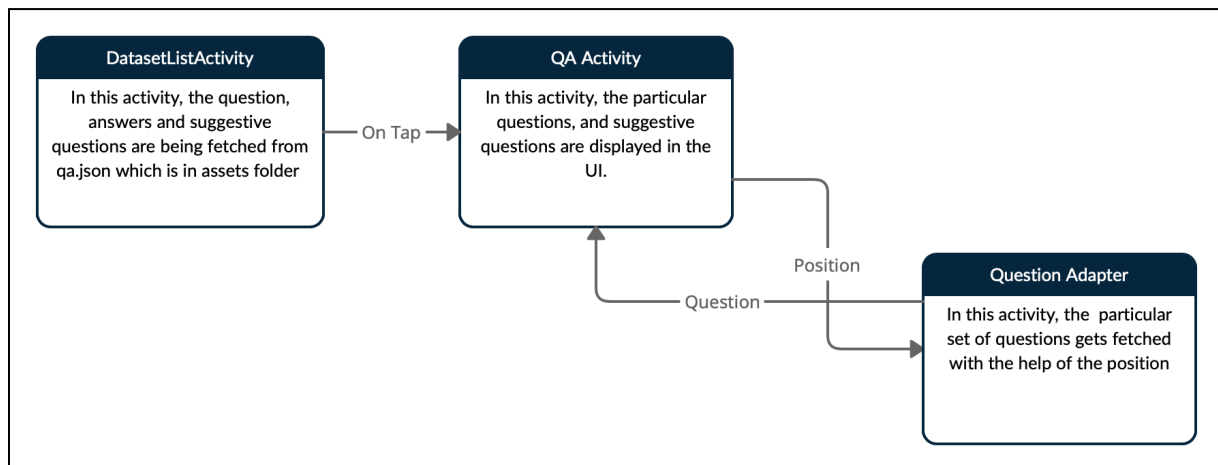 DatasetListActivity
In this activity, the question,
answers and suggestive
questions are being fetched from
qa.json which is in assets folder
On Tap
QA Activity
In this activity, the particular
questions, and suggestive
questions are displayed in the
UI.
Position
Question
Question Adapter
In this activity, the particular
set of questions gets fetched
with the help of the position